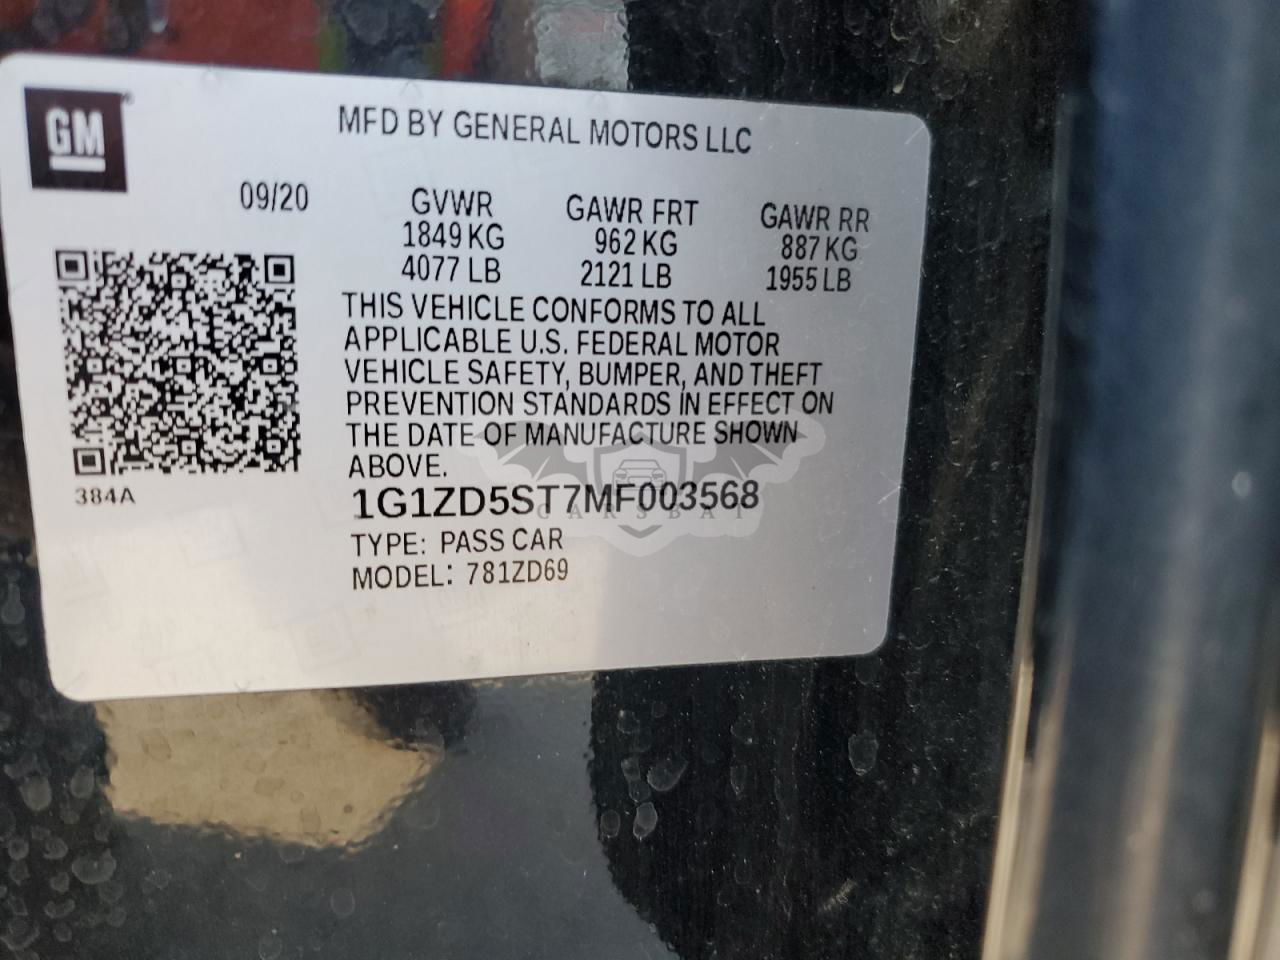 GM
MFD BY GENERAL MOTORS LLC
09/20
GVWR GAWR FRT GAWR RR
1849 KG 962 KG 887 KG
4077 LB 2121 LB 1955 LB
THIS VEHICLE CONFORMS TO ALL
APPLICABLE U.S. FEDERAL MOTOR
VEHICLE SAFETY, BUMPER, AND THEFT
PREVENTION STANDARDS IN EFFECT ON
THE DATE OF MANUFACTURE SHOWN
ABOVE.
384A
1G1ZD5ST7MF003568
CARSBAT
TYPE: PASS CAR
MODEL: 781ZD69